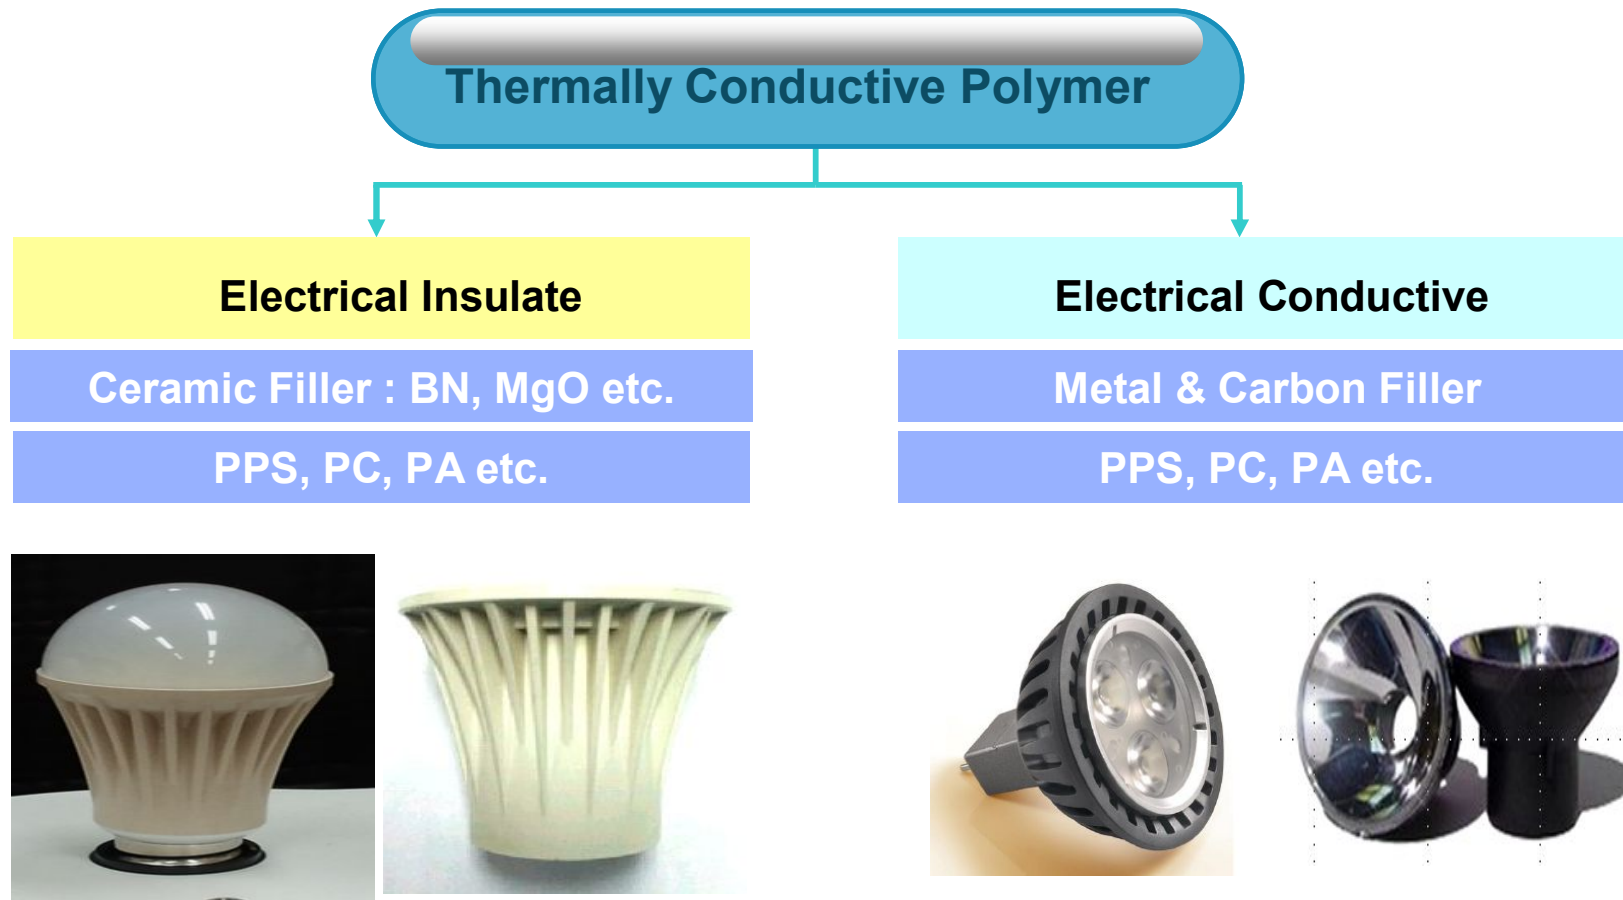 Thermally Conductive Polymer
Electrical Insulate
Ceramic Filler : BN, MgO etc.
PPS, PC, PA etc.
Electrical Conductive
Metal & Carbon Filler
PPS, PC, PA etc.